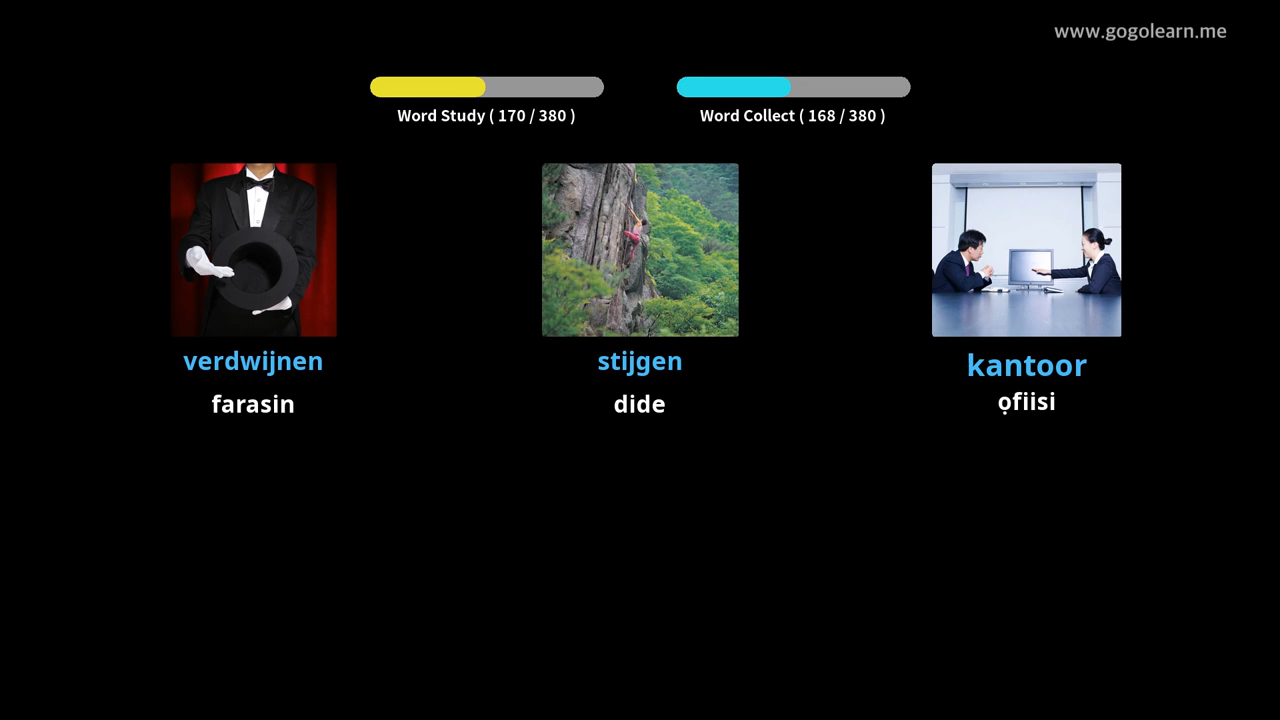 www.gogolearn.me
Word Study ( 170 / 380 )
Word Collect ( 168 / 380 )
verdwijnen
farasin
stijgen
dide
kantoor
ọfiisi